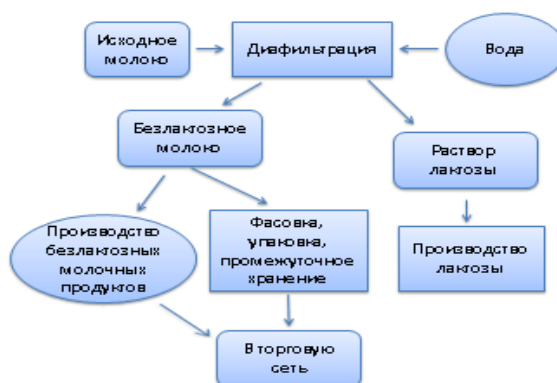 Исходное
молоко
Диафильтрация
Вода
Безлактозное
молоко
Раствор
лактозы
Производство
безлактозных
молочных
продуктов
Фасовка,
упаковка,
промежуточное
хранение
Производство
лактозы
В торговую
сеть